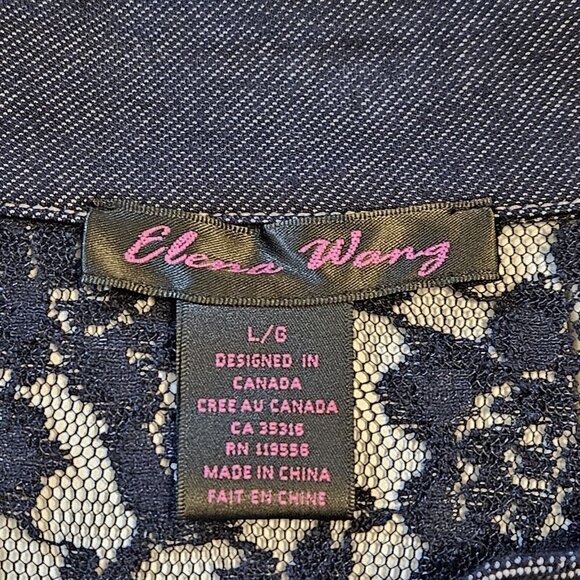 Elena Wang
L/G
DESIGNED IN
CANADA
CREE AU CANADA
CA 35316
RN 119556
MADE IN CHINA
FAIT EN CHINE